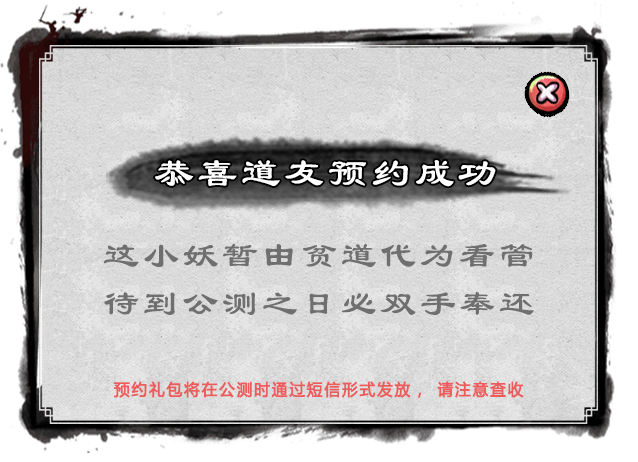 恭喜道友预约成功
这小妖暂由贫道代为看管
待到公测之日必双手奉还
预约礼包将在公测时通过短信形式发放，请注意查收